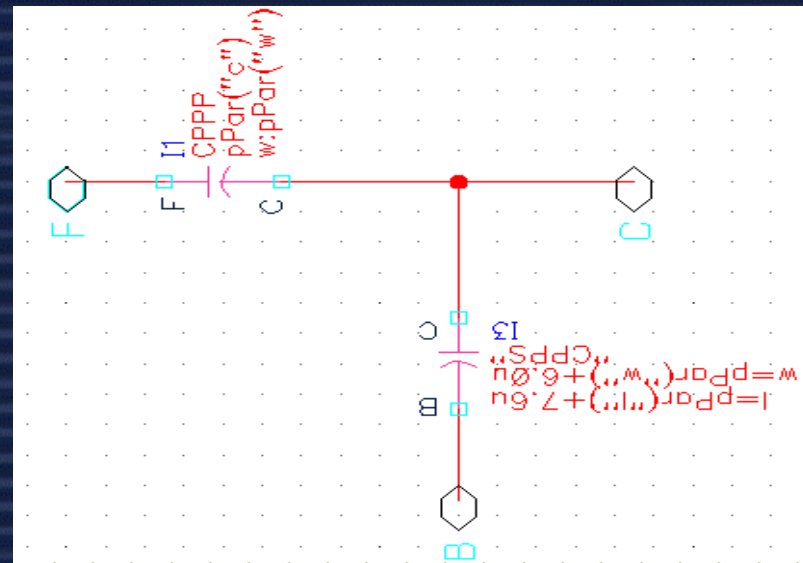 I1
CPPP
pPar("c")
w:pPar("w")
F
C
F
C
C
I3
"CPPS"
w=pPar("w")+6.0u
l=pPar("l")+7.6u
B
B